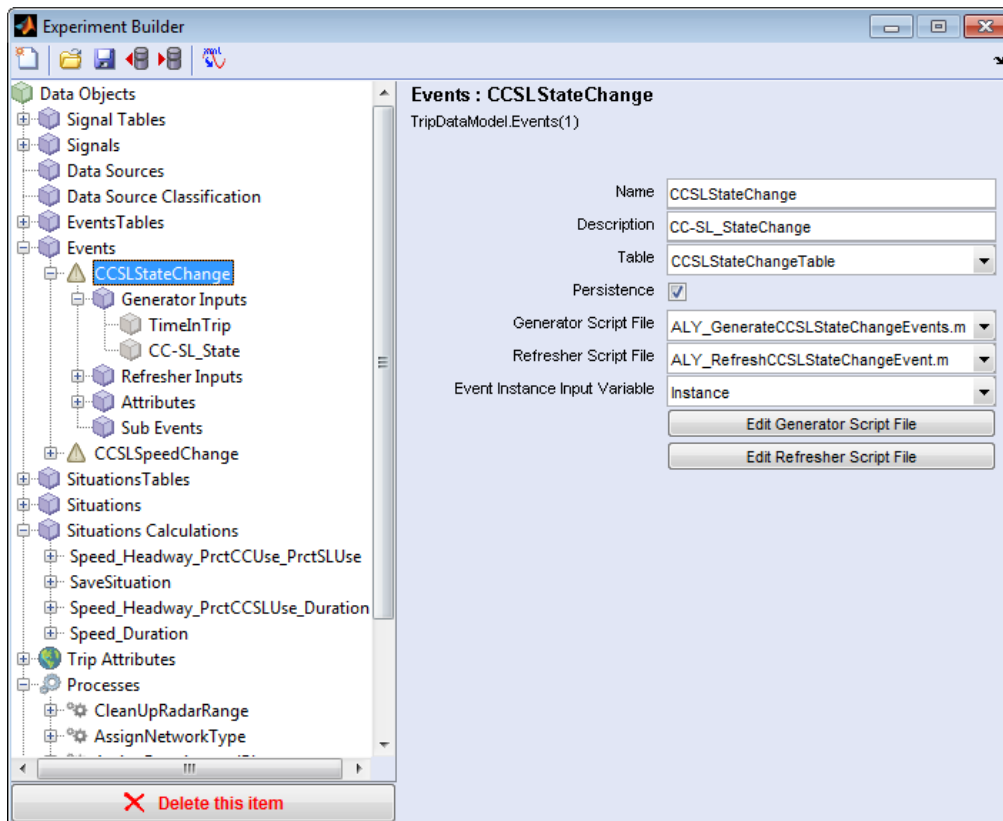 Experiment Builder
Data Objects
Signal Tables
Signals
Data Sources
Data Source Classification
EventsTables
Events
CCSLStateChange
Generator Inputs
TimeInTrip
CC-SL_State
Refresher Inputs
Attributes
Sub Events
CCSLSpeedChange
SituationsTables
Situations
Situations Calculations
Speed_Headway_PrctCCUse_PrctSLUse
SaveSituation
Speed_Headway_PrctCCSLUse_Duration
Speed_Duration
Trip Attributes
Processes
CleanUpRadarRange
AssignNetworkType
Delete this item
Events : CCSLStateChange
TripDataModel.Events(1)
Name CCSLStateChange
Description CC-SL_StateChange
Table CCSLStateChangeTable
Persistence
Generator Script File ALY_GenerateCCSLStateChangeEvents.m
Refresher Script File ALY_RefreshCCSLStateChangeEvent.m
Event Instance Input Variable Instance
Edit Generator Script File
Edit Refresher Script File